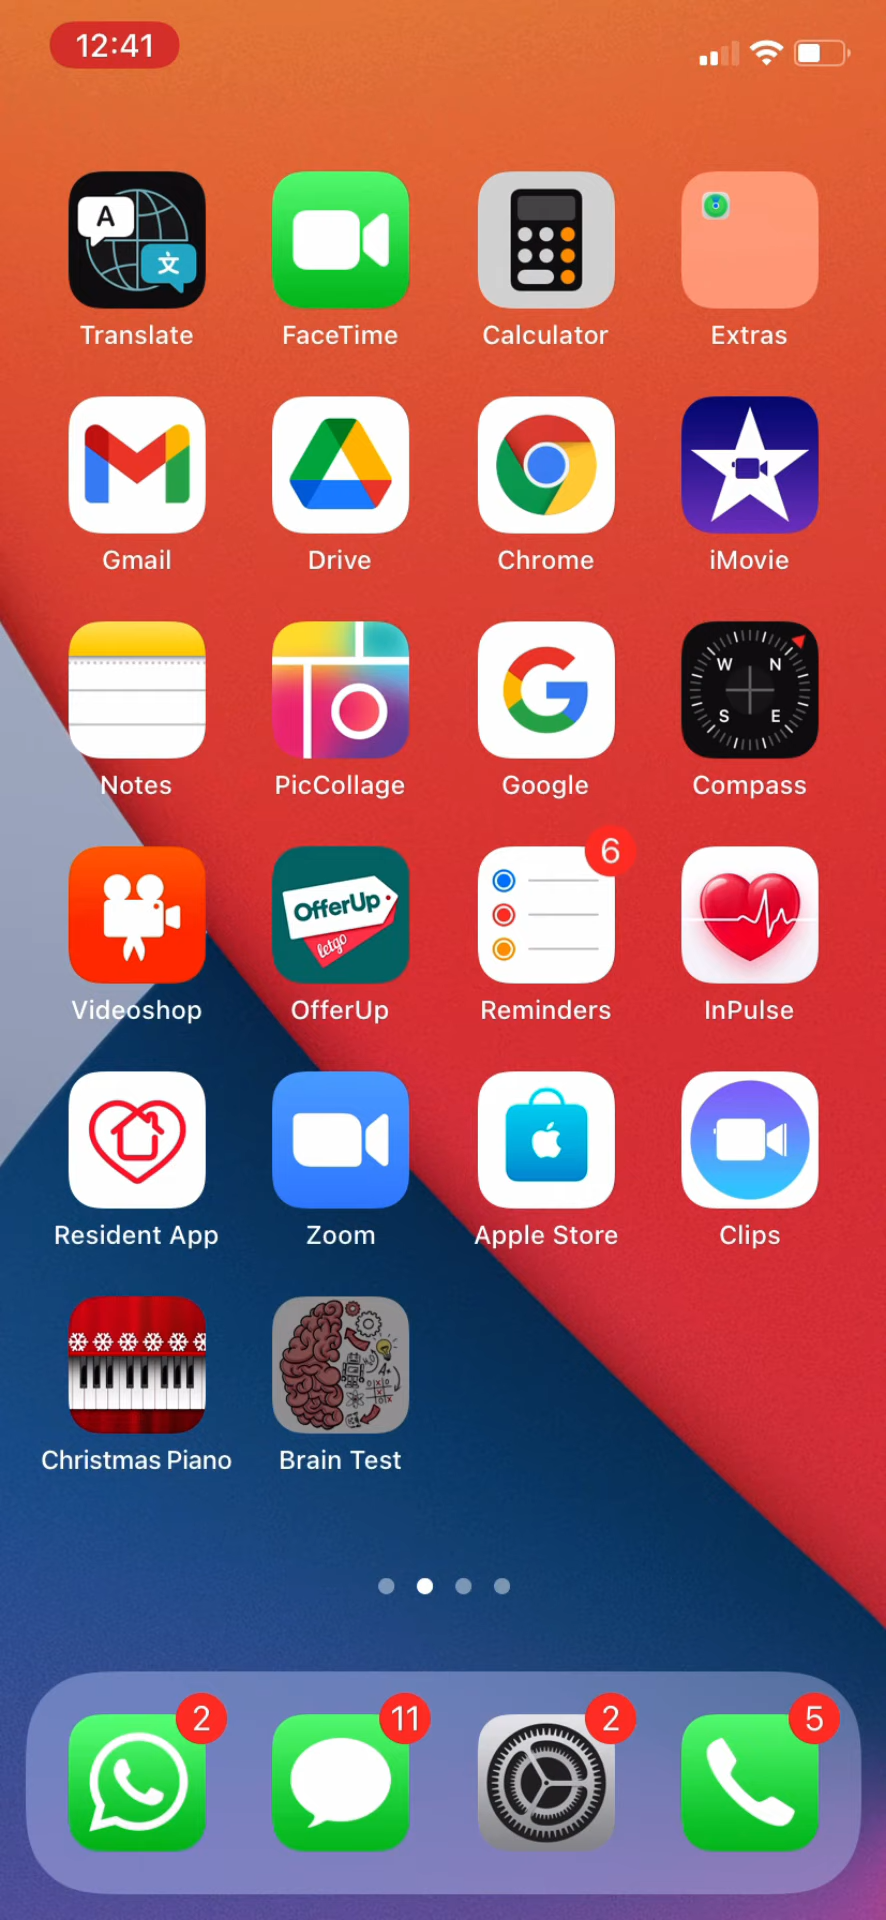 12:41
A
文
Translate
FaceTime
Calculator
Extras
Gmail
Drive
Chrome
iMovie
W N
S E
Notes
PicCollage
Google
Compass
OfferUp
letgo
6
Videoshop
OfferUp
Reminders
InPulse
Resident App
Zoom
Apple Store
Clips
Christmas Piano
Brain Test
2
11
2
5